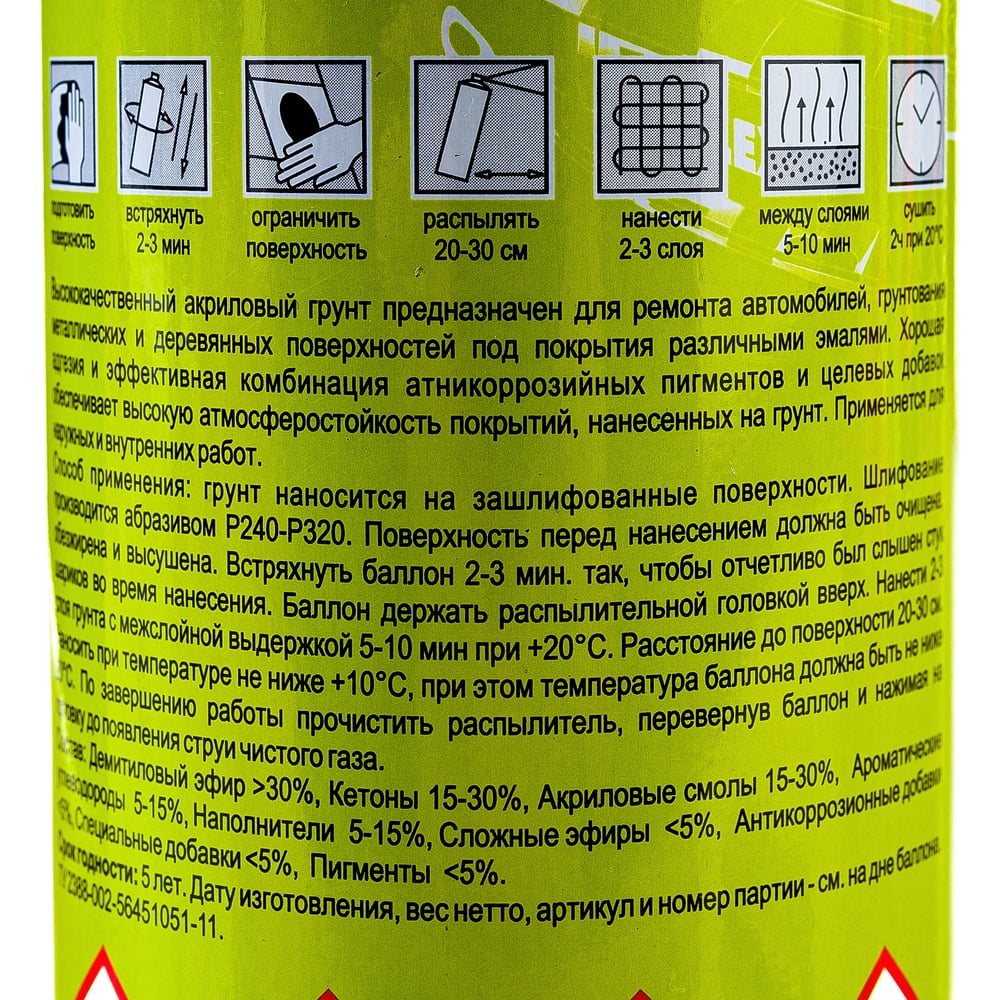 подготовить
поверхность
встряхнуть
2-3 мин
ограничить
поверхность
распылять
20-30 см
нанести
2-3 слоя
между слоями
5-10 мин
сушить
2ч при 20°С
Высококачественный акриловый грунт предназначен для ремонта автомобилей, грунтования
металлических и деревянных поверхностей под покрытия различными эмалями. Хорошая
адгезия и эффективная комбинация атникоррозийных пигментов и целевых добавок
обеспечивает высокую атмосферостойкость покрытий, нанесенных на грунт. Применяется для
наружных и внутренних работ.
Способ применения: грунт наносится на зашлифованные поверхности. Шлифование
производится абразивом Р240-Р320. Поверхность перед нанесением должна быть очищена,
обезжирена и высушена. Встряхнуть баллон 2-3 мин. так, чтобы отчетливо был слышен стук
шариков во время нанесения. Баллон держать распылительной головкой вверх. Нанести 2-3
слоя грунта с межслойной выдержкой 5-10 мин при +20°С. Расстояние до поверхности 20-30 см.
Наносить при температуре не ниже +10°С, при этом температура баллона должна быть не ниже
По завершению работы прочистить распылитель, перевернув баллон и нажимая на
головку до появления струи чистого газа.
Состав: Демитиловый эфир >30%, Кетоны 15-30%, Акриловые смолы 15-30%, Ароматические
углеводороды 5-15%, Наполнители 5-15%, Сложные эфиры <5%, Антикоррозионные добавки
<5%, Специальные добавки <5%, Пигменты <5%.
Срок годности: 5 лет. Дату изготовления, вес нетто, артикул и номер партии - см. на дне баллона.
ТУ 2388-002-56451051-11.